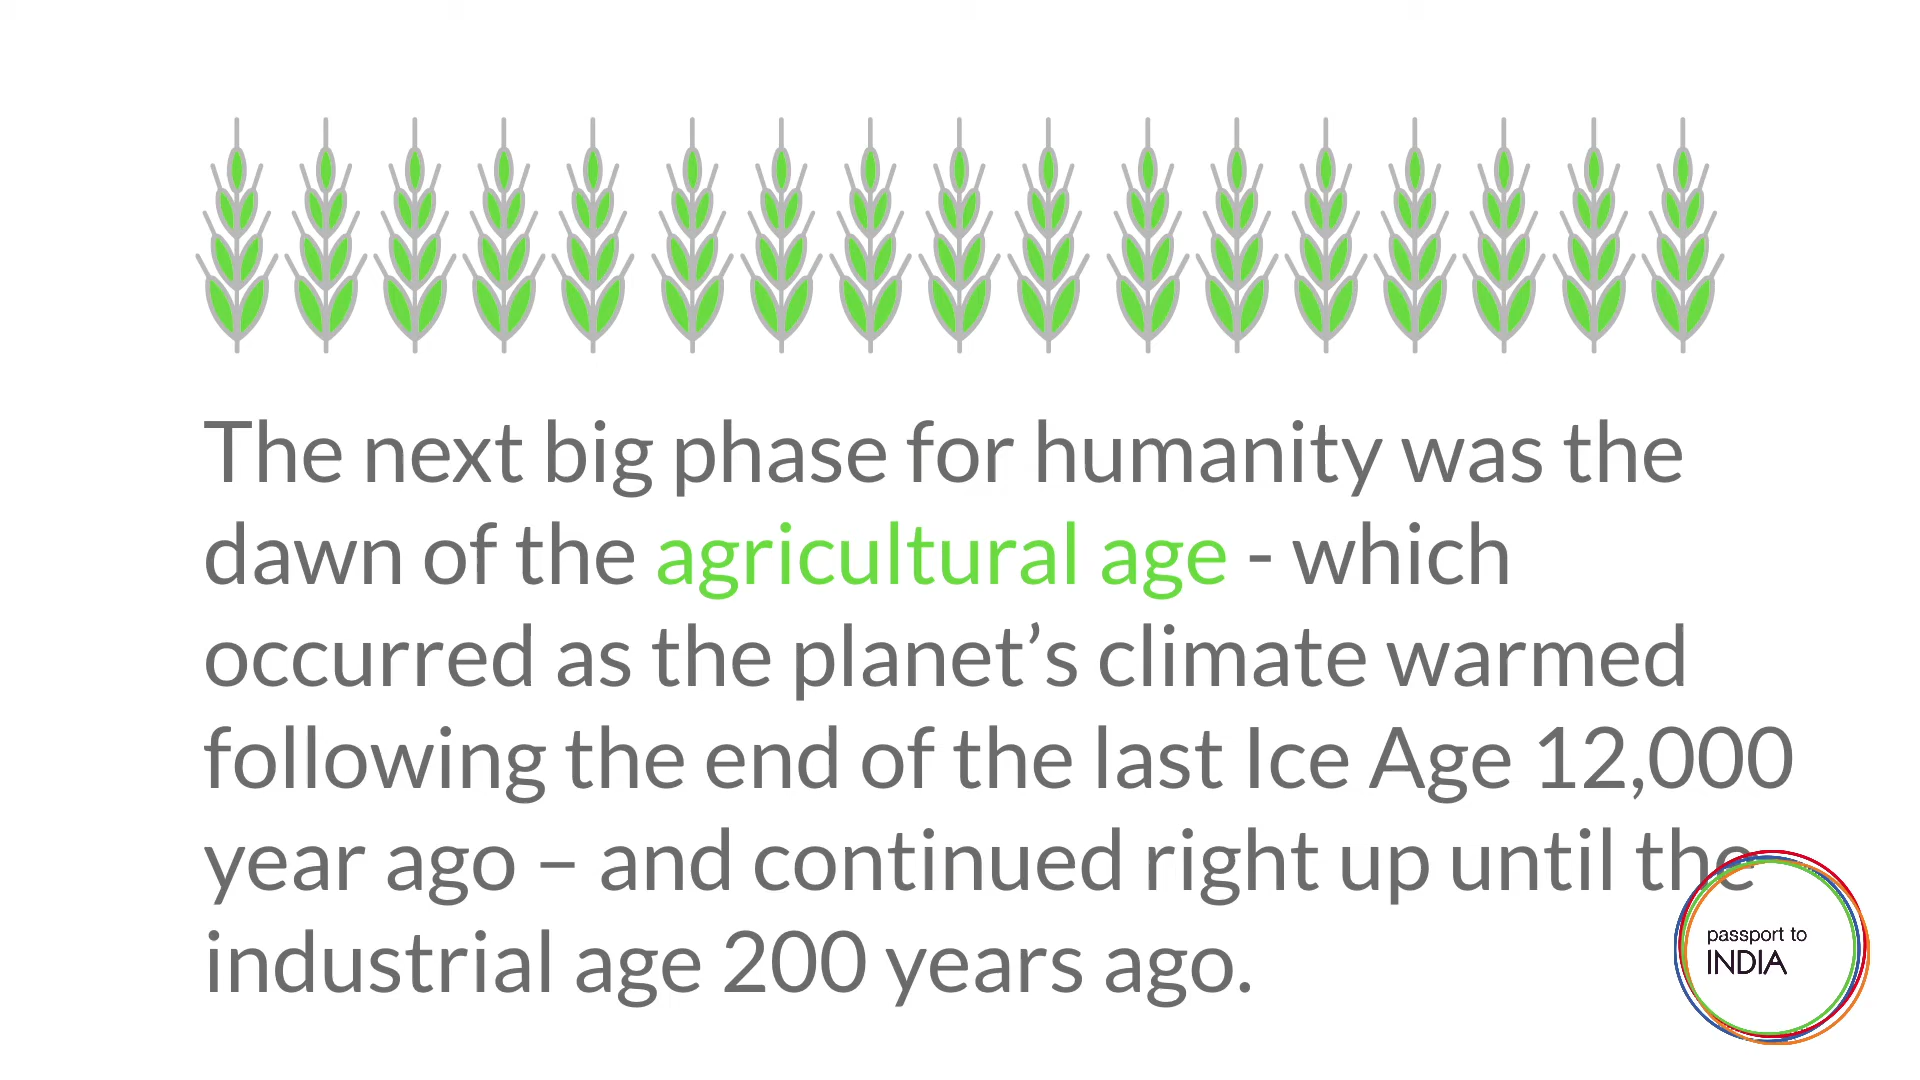 The next big phase for humanity was the
dawn of the agricultural age - which
occurred as the planet’s climate warmed
following the end of the last Ice Age 12,000
year ago – and continued right up until the
industrial age 200 years ago.
passport to
INDIA